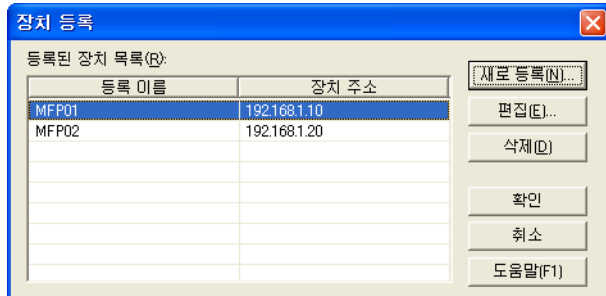 장치 등록
등록된 장치 목록(R):
등록 이름 장치 주소
MFP01 192.168.1.10
MFP02 192.168.1.20
새로 등록(N)...
편집(E)...
삭제(D)
확인
취소
도움말(F1)